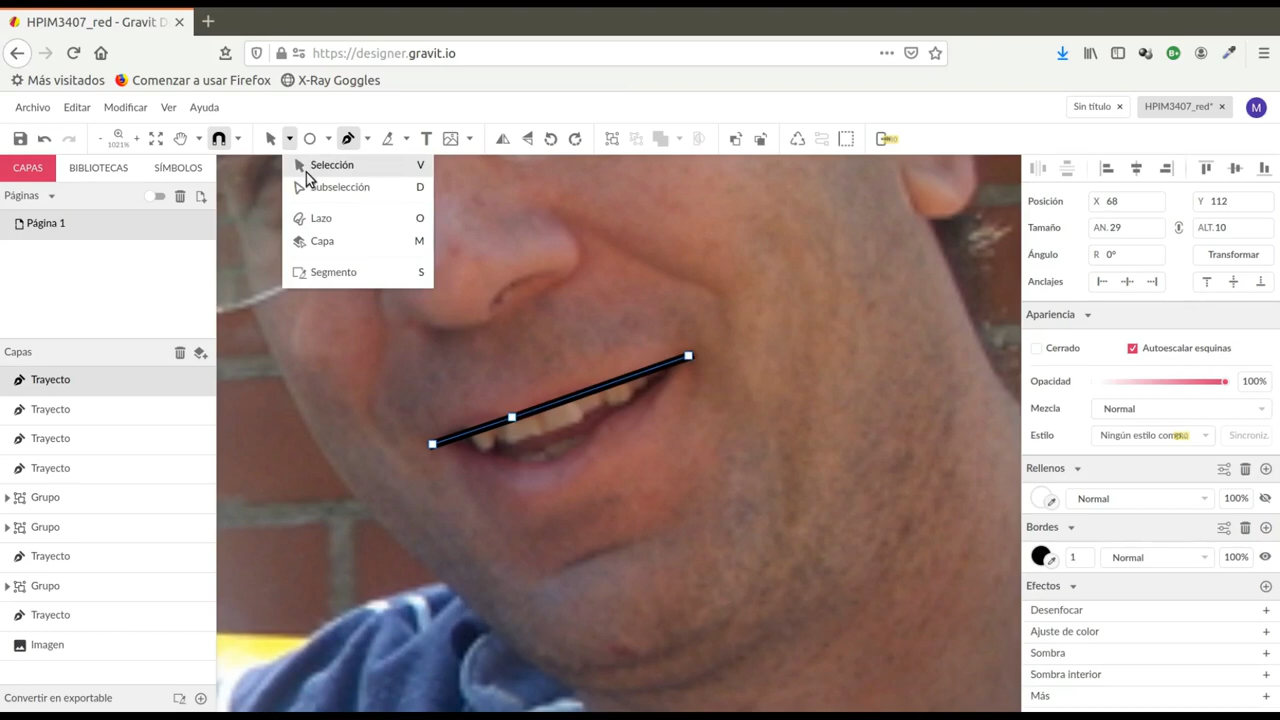 HPIM3407_red - Gravit D
https://designer.gravit.io
Más visitados
Comenzar a usar Firefox
X-Ray Goggles
Archivo
Editar
Modificar
Ver
Ayuda
Sin título
HPIM3407_red*
M
1021%
CAPAS
BIBLIOTECAS
SÍMBOLOS
Páginas
Página 1
Capas
Trayecto
Trayecto
Trayecto
Trayecto
Grupo
Grupo
Trayecto
Grupo
Trayecto
Imagen
Convertir en exportable
Selección V
Subselección D
Lazo O
Capa M
Segmento S
Posición X 68 Y 112
Tamaño AN. 29 ALT. 10
Ángulo R 0° Transformar
Anclajes
Apariencia
Cerrado Autoescalar esquinas
Opacidad 100%
Mezcla Normal
Estilo Ningún estilo Sincroniz.
Rellenos
Normal 100%
Bordes
1 Normal 100%
Efectos
Desenfocar +
Ajuste de color +
Sombra +
Sombra interior +
Más +